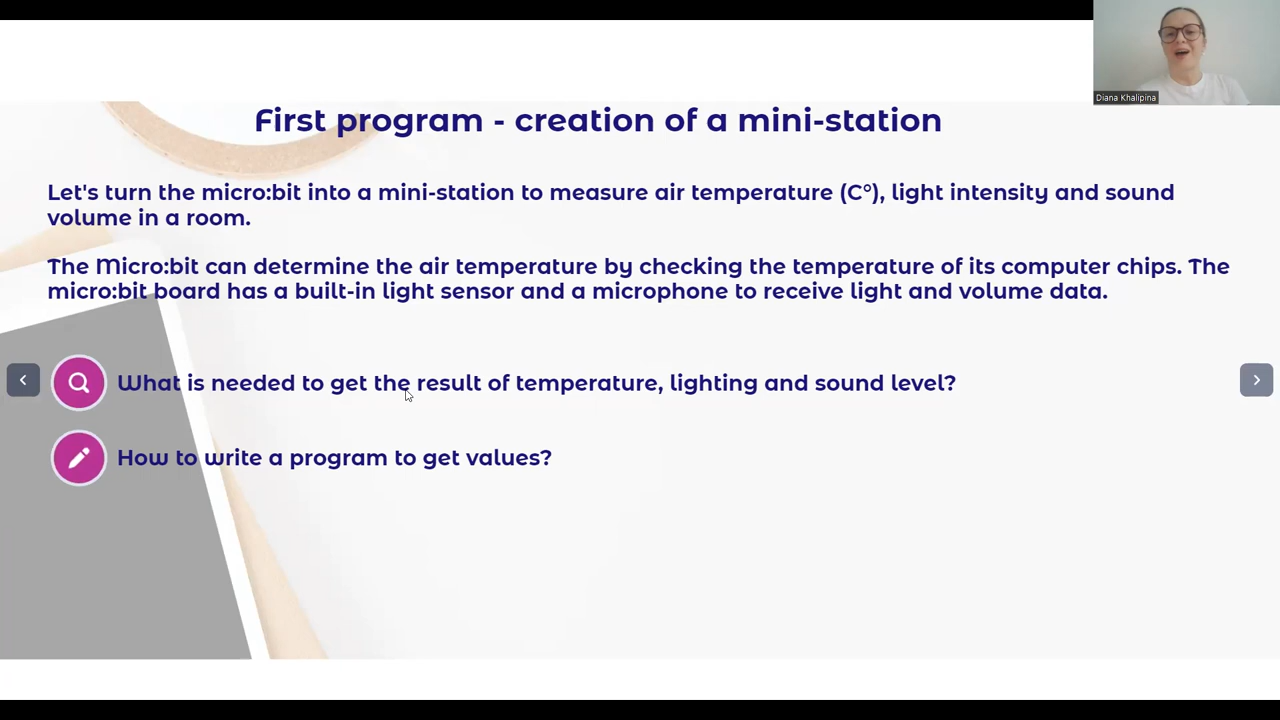 Diana Khalipina
First program - creation of a mini-station
Let's turn the micro:bit into a mini-station to measure air temperature (C°), light intensity and sound
volume in a room.
The Micro:bit can determine the air temperature by checking the temperature of its computer chips. The
micro:bit board has a built-in light sensor and a microphone to receive light and volume data.
What is needed to get the result of temperature, lighting and sound level?
How to write a program to get values?